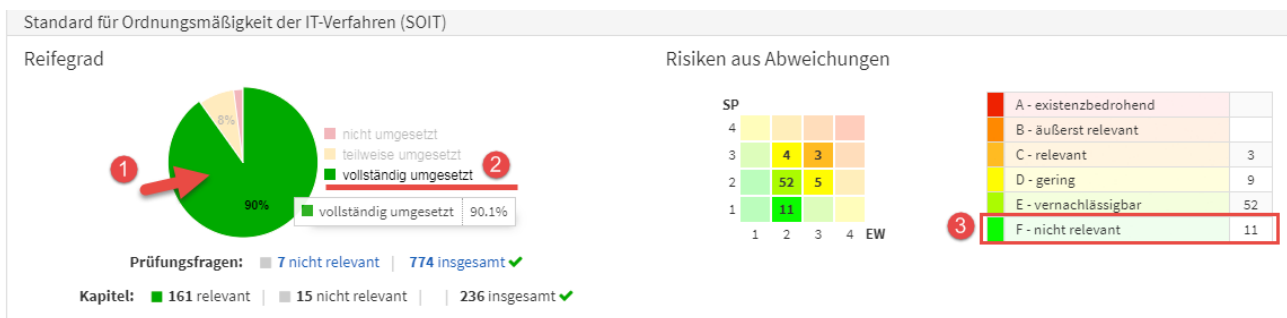 Standard für Ordnungsmäßigkeit der IT-Verfahren (SOIT)
Reifegrad
8%
90%
nicht umgesetzt
teilweise umgesetzt
vollständig umgesetzt
vollständig umgesetzt 90.1%
1
2
Prüfungsfragen: 7 nicht relevant | 774 insgesamt
Kapitel: 161 relevant | 15 nicht relevant | | 236 insgesamt
Risiken aus Abweichungen
SP
4
3 4 3
2 52 5
1 11
1 2 3 4 EW
A - existenzbedrohend
B - äußerst relevant
C - relevant 3
D - gering 9
E - vernachlässigbar 52
3 F - nicht relevant 11